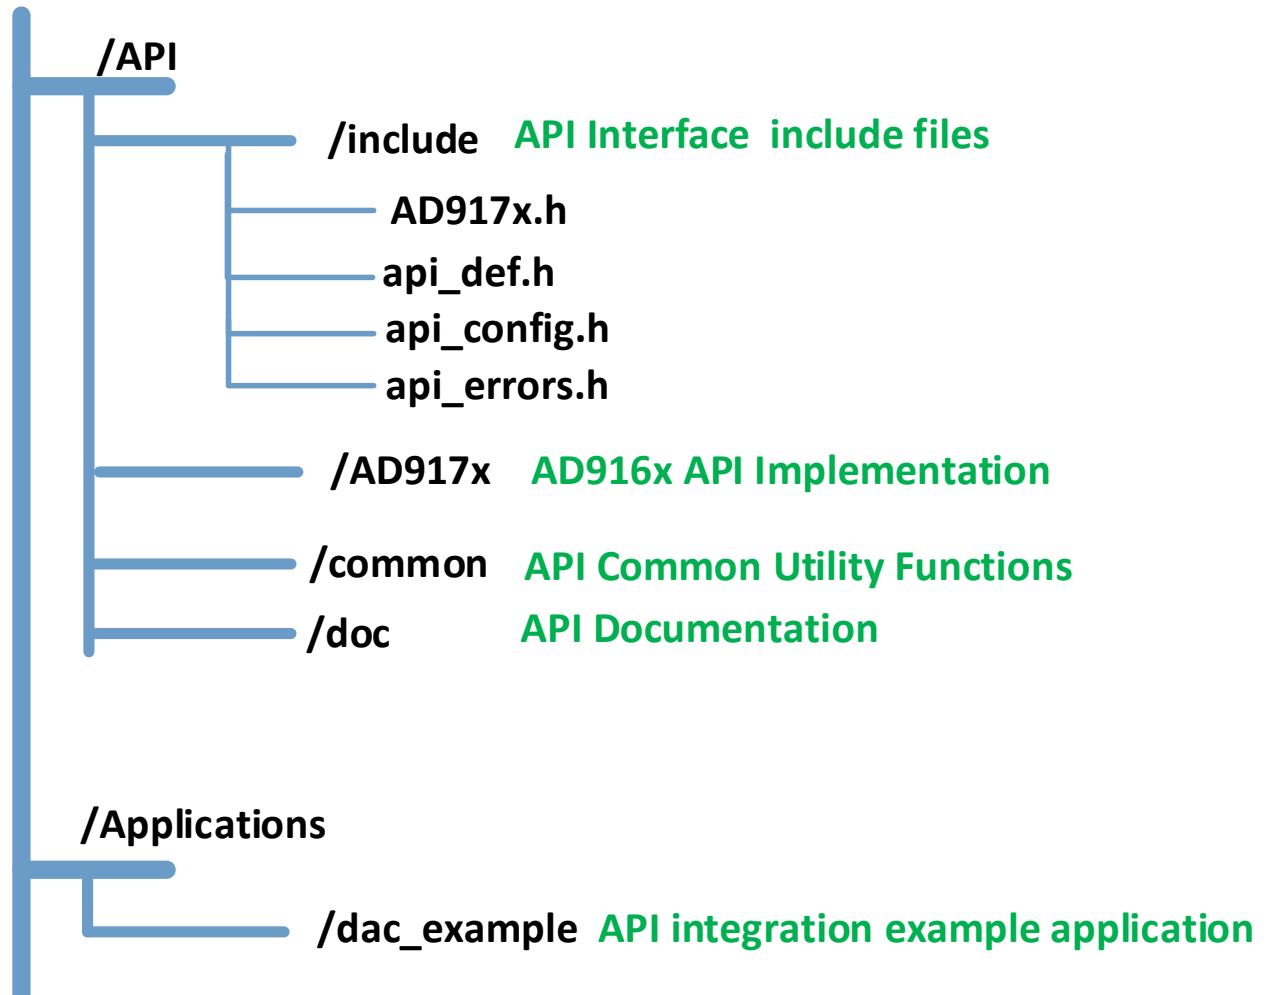 /API
/include API Interface include files
AD917x.h
api_def.h
api_config.h
api_errors.h
/AD917x AD916x API Implementation
/common API Common Utility Functions
/doc API Documentation
/Applications
/dac_example API integration example application